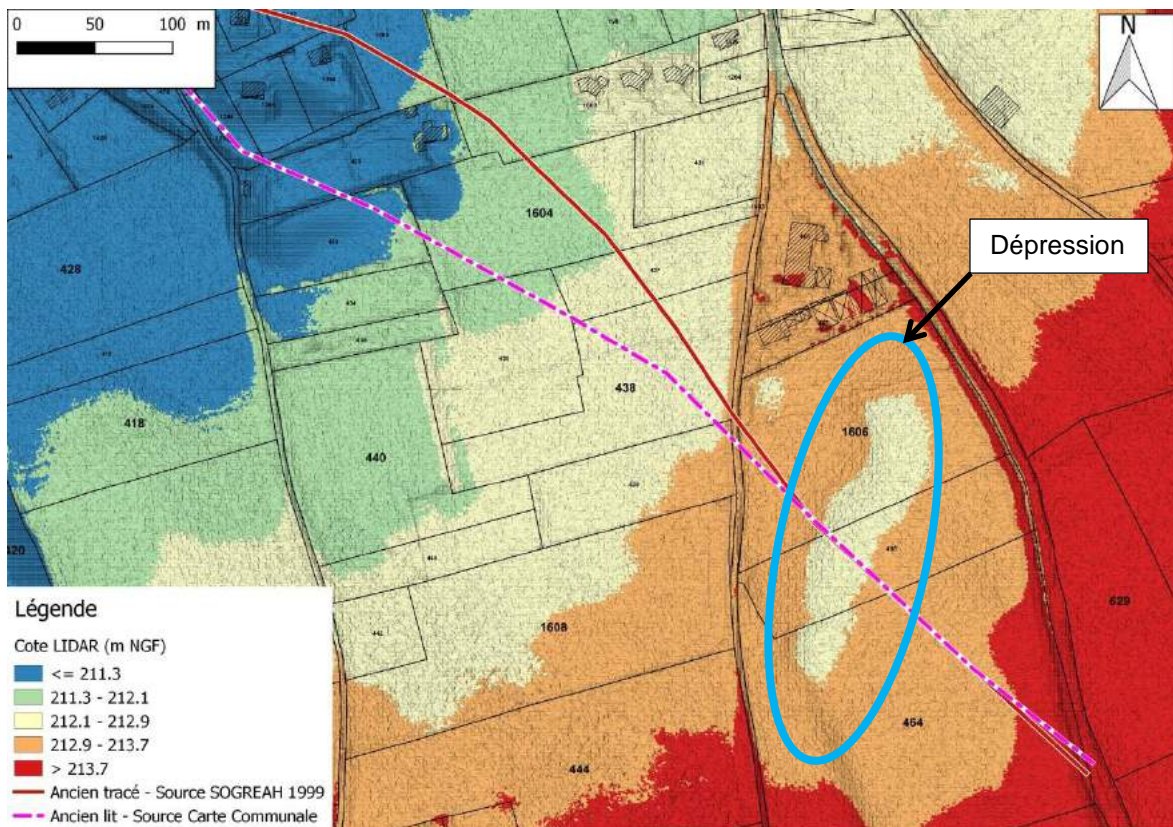 0 50 100 m
N
Dépression
1604
428
438
418
440
1606
420
629
1608
464
444
442
Légende
Cote LIDAR (m NGF)
<= 211.3
211.3 - 212.1
212.1 - 212.9
212.9 - 213.7
> 213.7
Ancien tracé - Source SOGREAH 1999
Ancien lit - Source Carte Communale